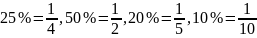 25 % = 1/4, 50 % = 1/2, 20 % = 1/5, 10 % = 1/10